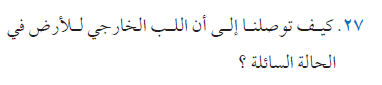 ٢٧. كيف توصلنا إلى أن اللب الخارجي للأرض في
الحالة السائلة ؟